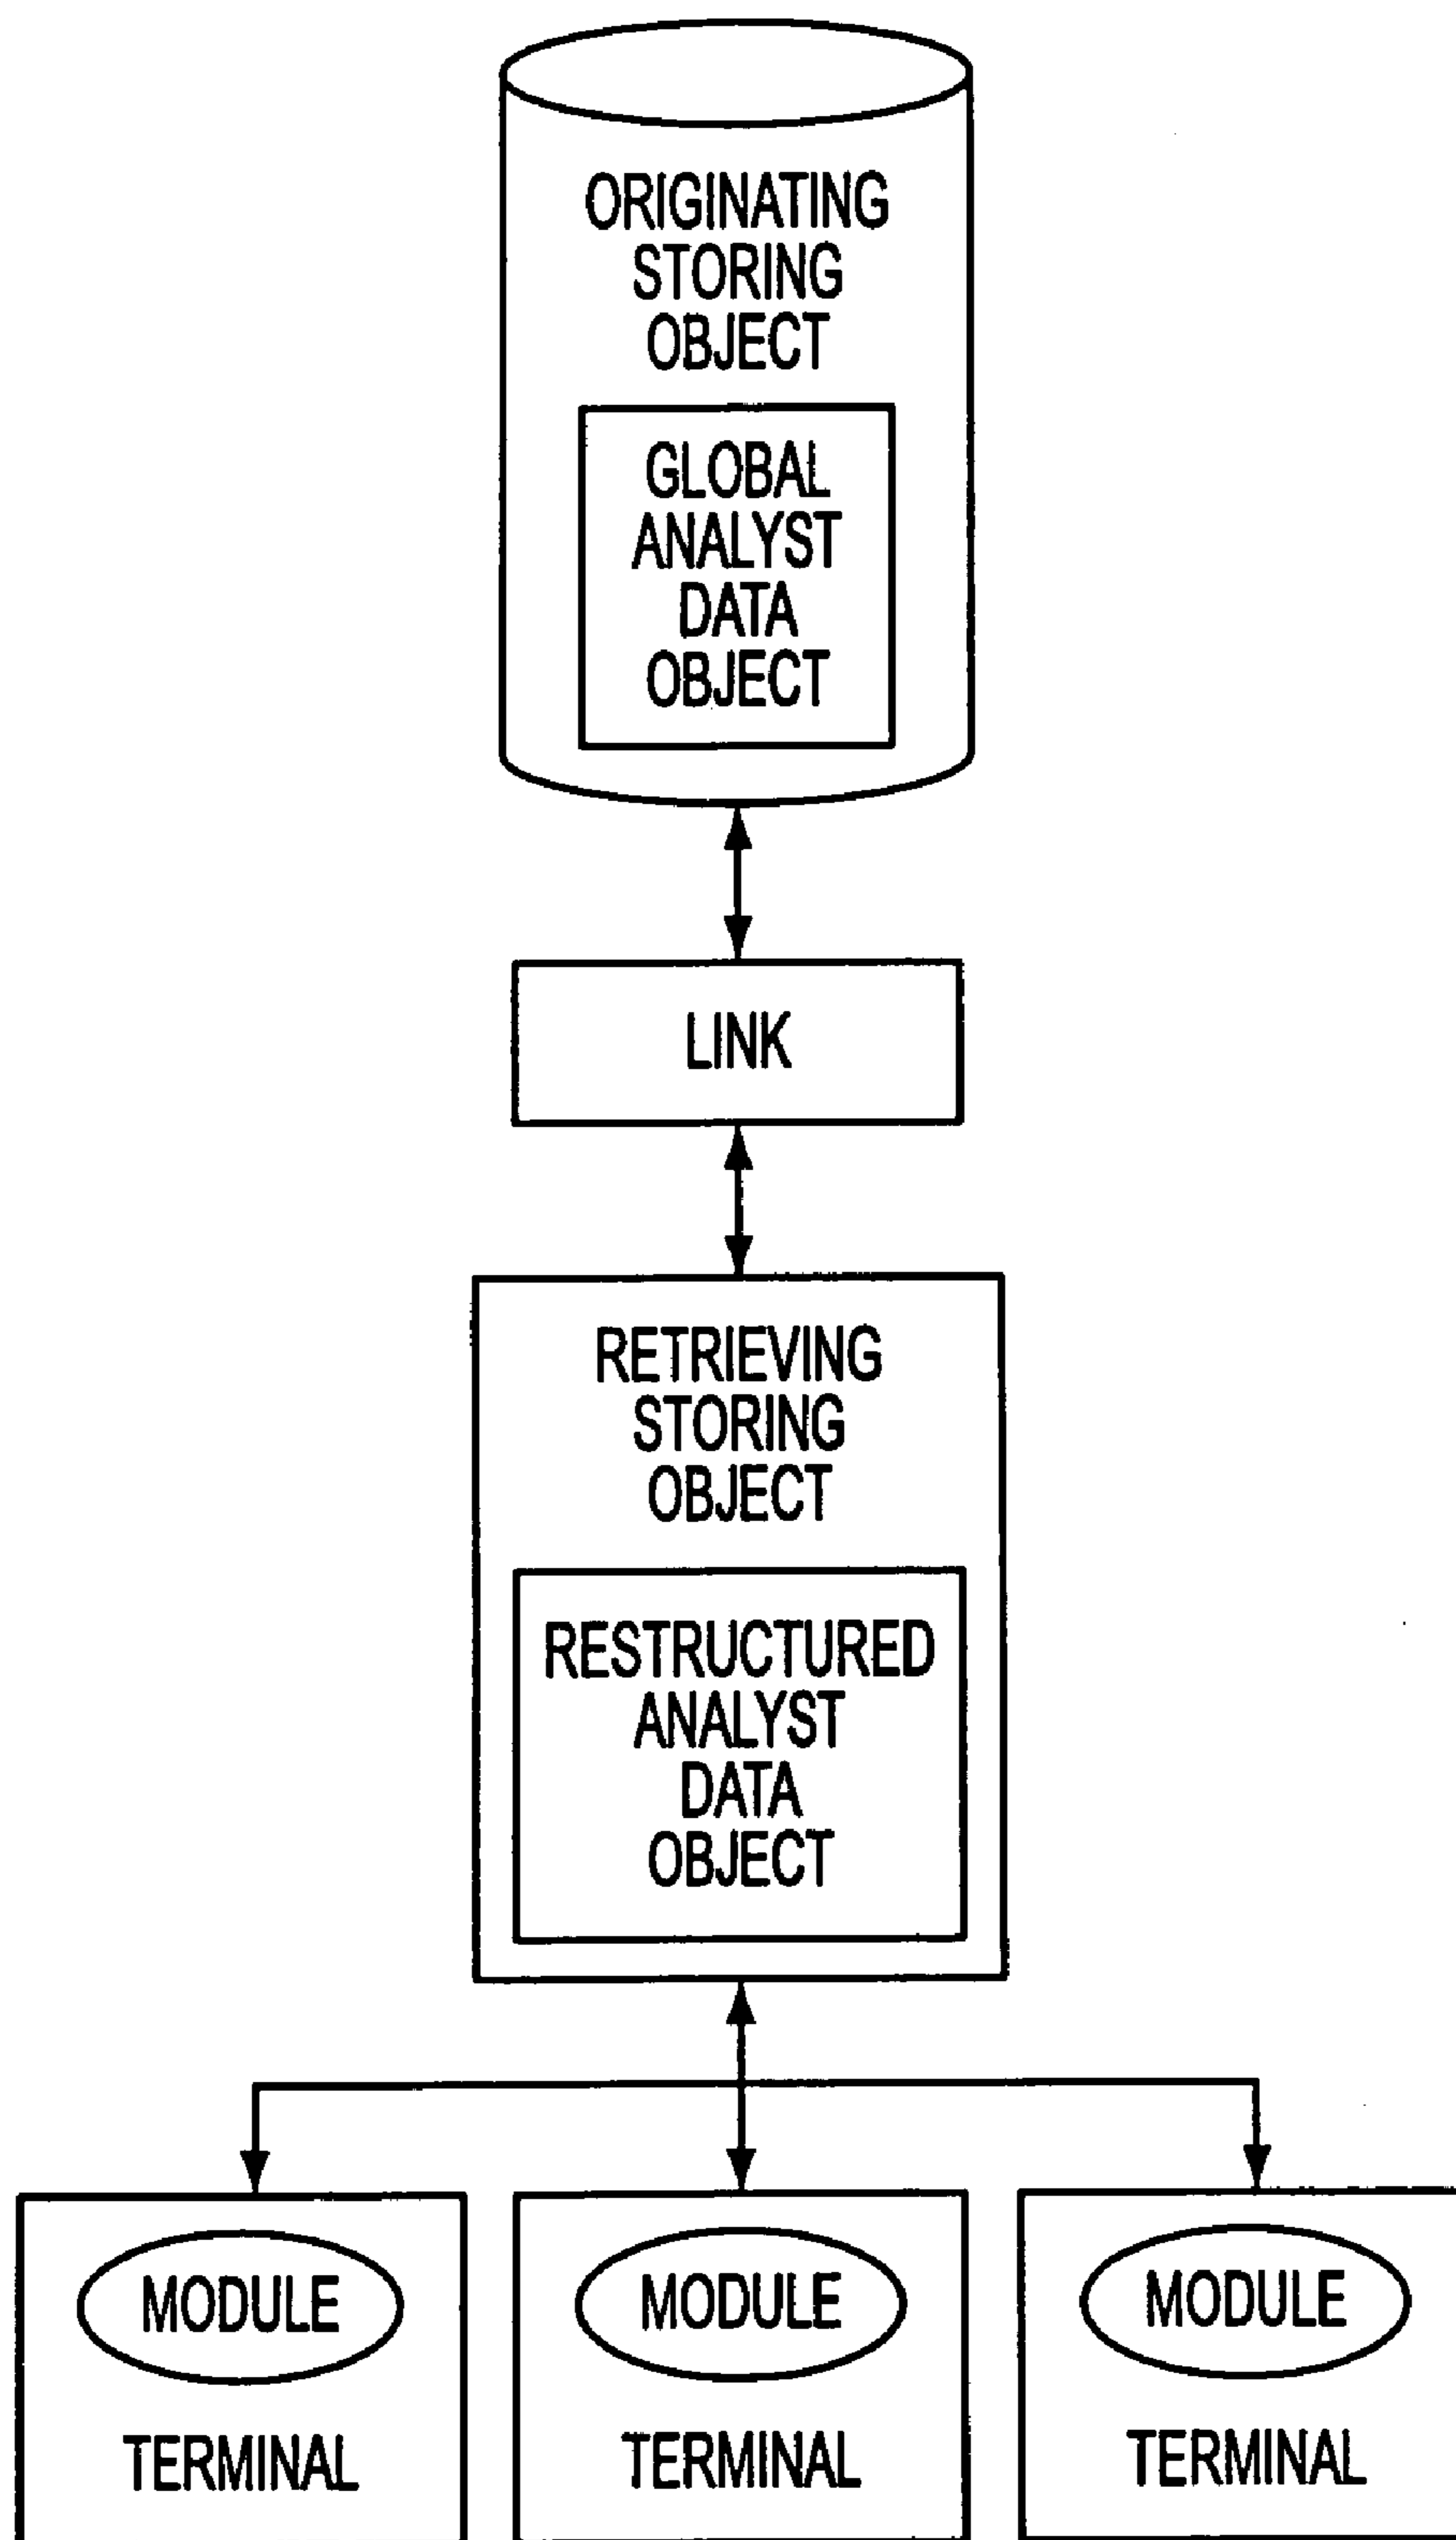 ORIGINATING
STORING
OBJECT
GLOBAL
ANALYST
DATA
OBJECT
LINK
RETRIEVING
STORING
OBJECT
RESTRUCTURED
ANALYST
DATA
OBJECT
MODULE
TERMINAL
MODULE
TERMINAL
MODULE
TERMINAL